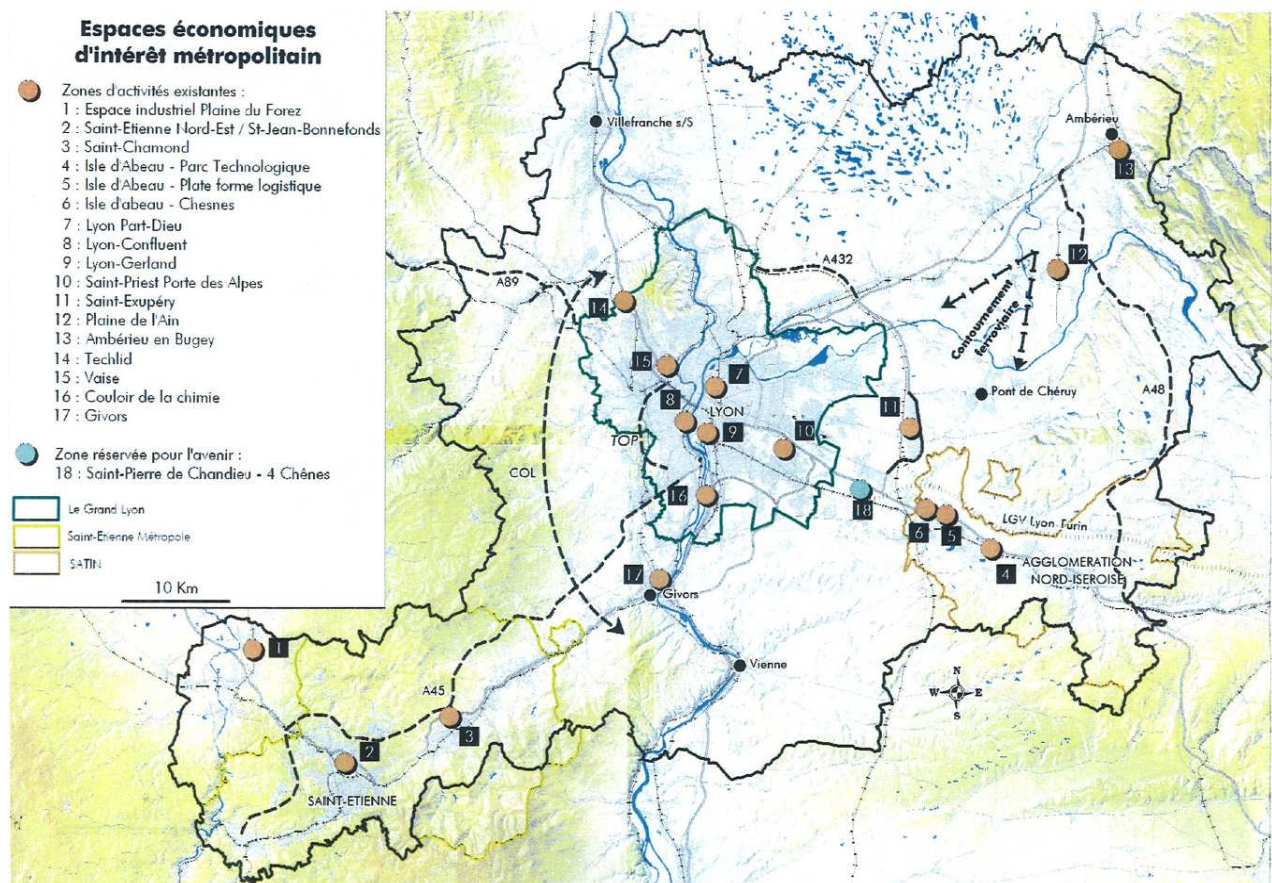 Espaces économiques
d'intérêt métropolitain
Zones d'activités existantes :
1 : Espace industriel Plaine du Forez
2 : Saint-Etienne Nord-Est / St-Jean-Bonnefonds
3 : Saint-Chamond
4 : Isle d'Abeau - Parc Technologique
5 : Isle d'Abeau - Plate forme logistique
6 : Isle d'abeau - Chesnes
7 : Lyon Part-Dieu
8 : Lyon-Confluent
9 : Lyon-Gerland
10 : Saint-Priest Porte des Alpes
11 : Saint-Exupéry
12 : Plaine de l'Ain
13 : Ambérieu en Bugey
14 : Techlid
15 : Vaise
16 : Couloir de la chimie
17 : Givors
Zone réservée pour l'avenir :
18 : Saint-Pierre de Chandieu - 4 Chênes
Le Grand Lyon
Saint-Etienne Métropole
SATIN
10 Km
Villefranche s/S
Ambérieu
13
12
A432
A89
Contournement
ferroviaire
14
Pont de Chéruy
A48
15
7
8
LYON
11
9
10
TOP
COL
16
18
6
5
LGV Lyon-Turin
4
AGGLOMERATION
NORD-ISEROISE
17
Givors
1
Vienne
N
W
E
S
A45
3
2
SAINT-ETIENNE